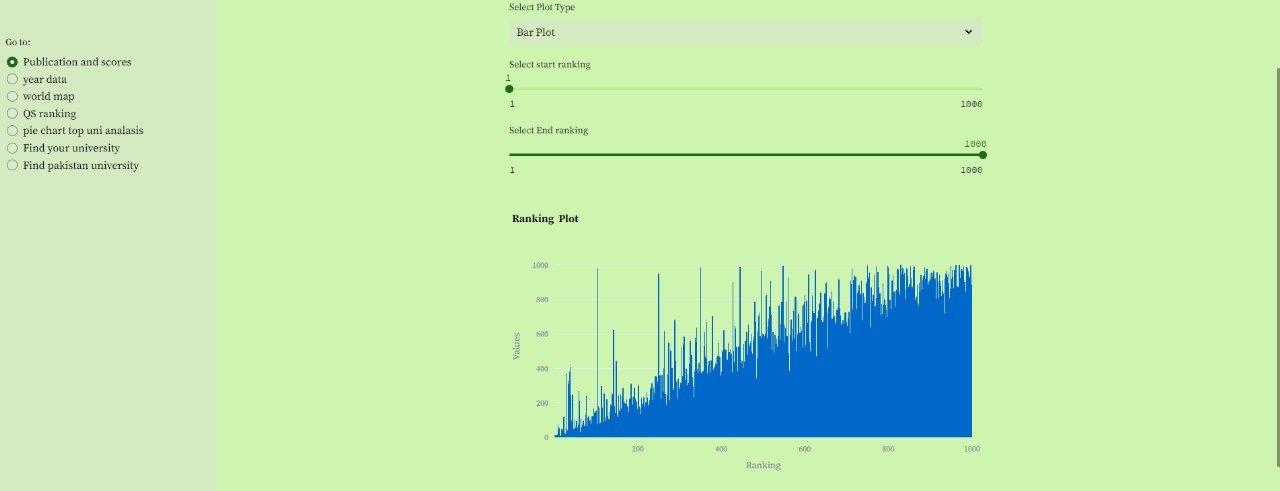 Go to:
Publication and scores
year data
world map
QS ranking
pie chart top uni analasis
Find your university
Find pakistan university
Select Plot Type
Bar Plot
Select start ranking
1
1 1000
Select End ranking
1000
1 1000
Ranking Plot
1000
800
600
400
200
0
Values
200 400 600 800 1000
Ranking